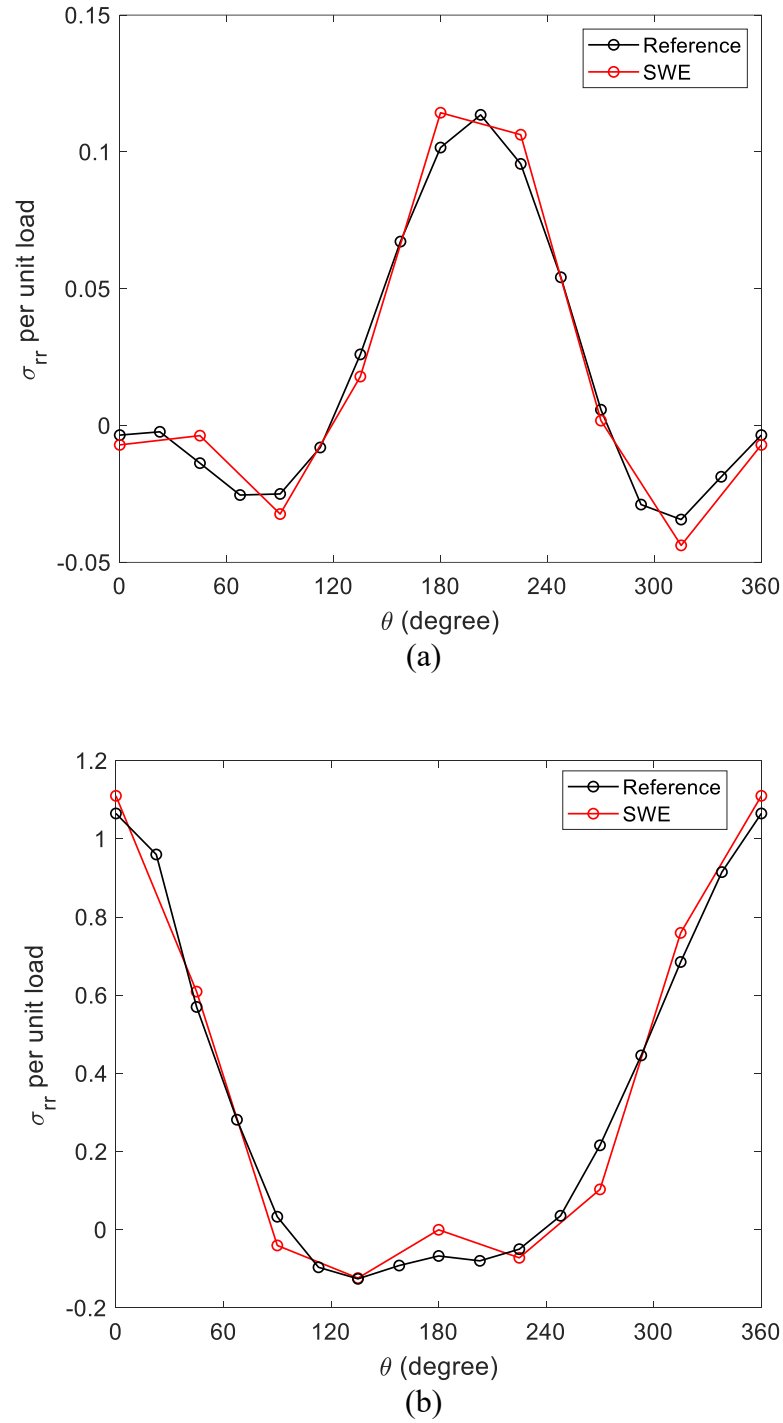 0.15
Reference
SWE
0.1
0.05
0
-0.05
σrr per unit load
0 60 120 180 240 300 360
θ (degree)
(a)
1.2
Reference
SWE
1
0.8
0.6
0.4
0.2
0
-0.2
σrr per unit load
0 60 120 180 240 300 360
θ (degree)
(b)